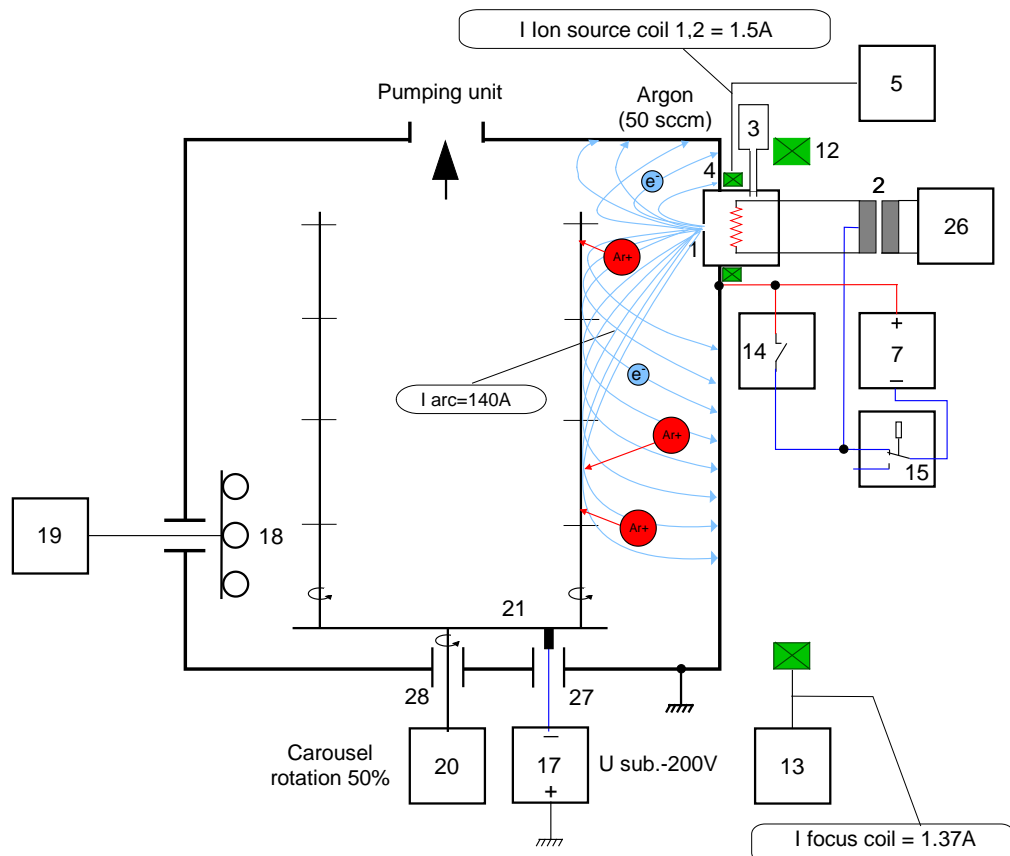 I Ion source coil 1,2 = 1.5A
5
Pumping unit
Argon
(50 sccm)
3
12
4
2
e-
26
1
Ar+
+
14
7
−
e-
I arc=140A
Ar+
15
19
18
Ar+
21
28
27
Carousel
rotation 50%
20
−
17
+
U sub.-200V
13
I focus coil = 1.37A